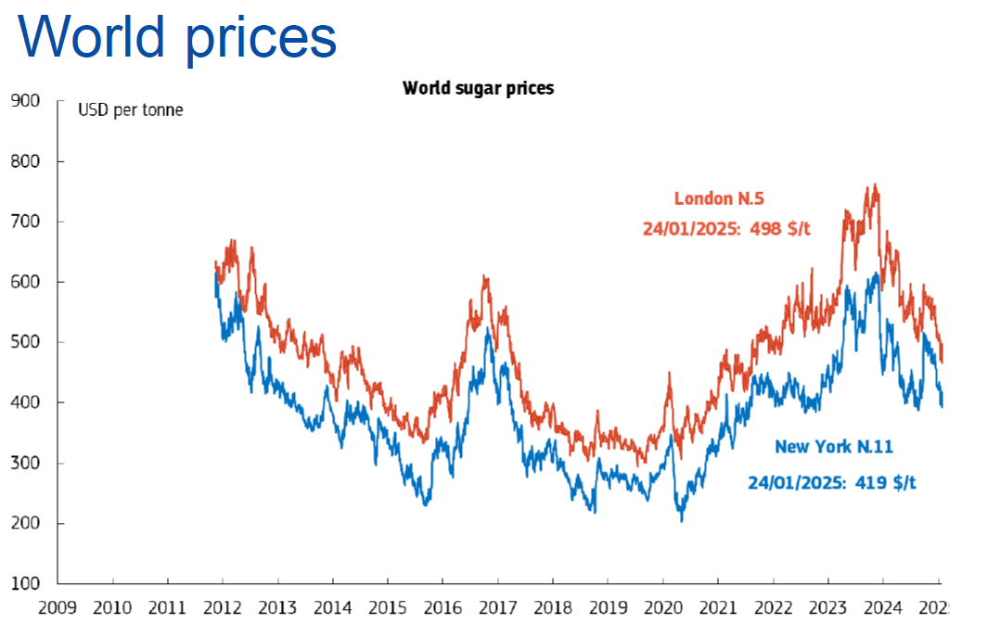 World prices
World sugar prices
900
USD per tonne
800
700
London N.5
24/01/2025: 498 $/t
600
500
400
New York N.11
300
24/01/2025: 419 $/t
200
100
2009 2010 2011 2012 2013 2014 2015 2016 2017 2018 2019 2020 2021 2022 2023 2024